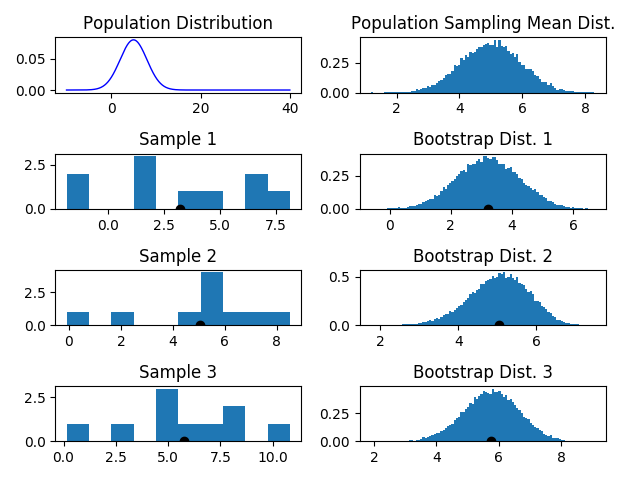 Population Distribution
0.05
0.00
0 20 40
Population Sampling Mean Dist.
0.25
0.00
2 4 6 8
Sample 1
2.5
0.0
0.0 2.5 5.0 7.5
Bootstrap Dist. 1
0.25
0.00
0 2 4 6
Sample 2
2.5
0.0
0 2 4 6 8
Bootstrap Dist. 2
0.5
0.0
2 4 6
Sample 3
2.5
0.0
0.0 2.5 5.0 7.5 10.0
Bootstrap Dist. 3
0.25
0.00
2 4 6 8